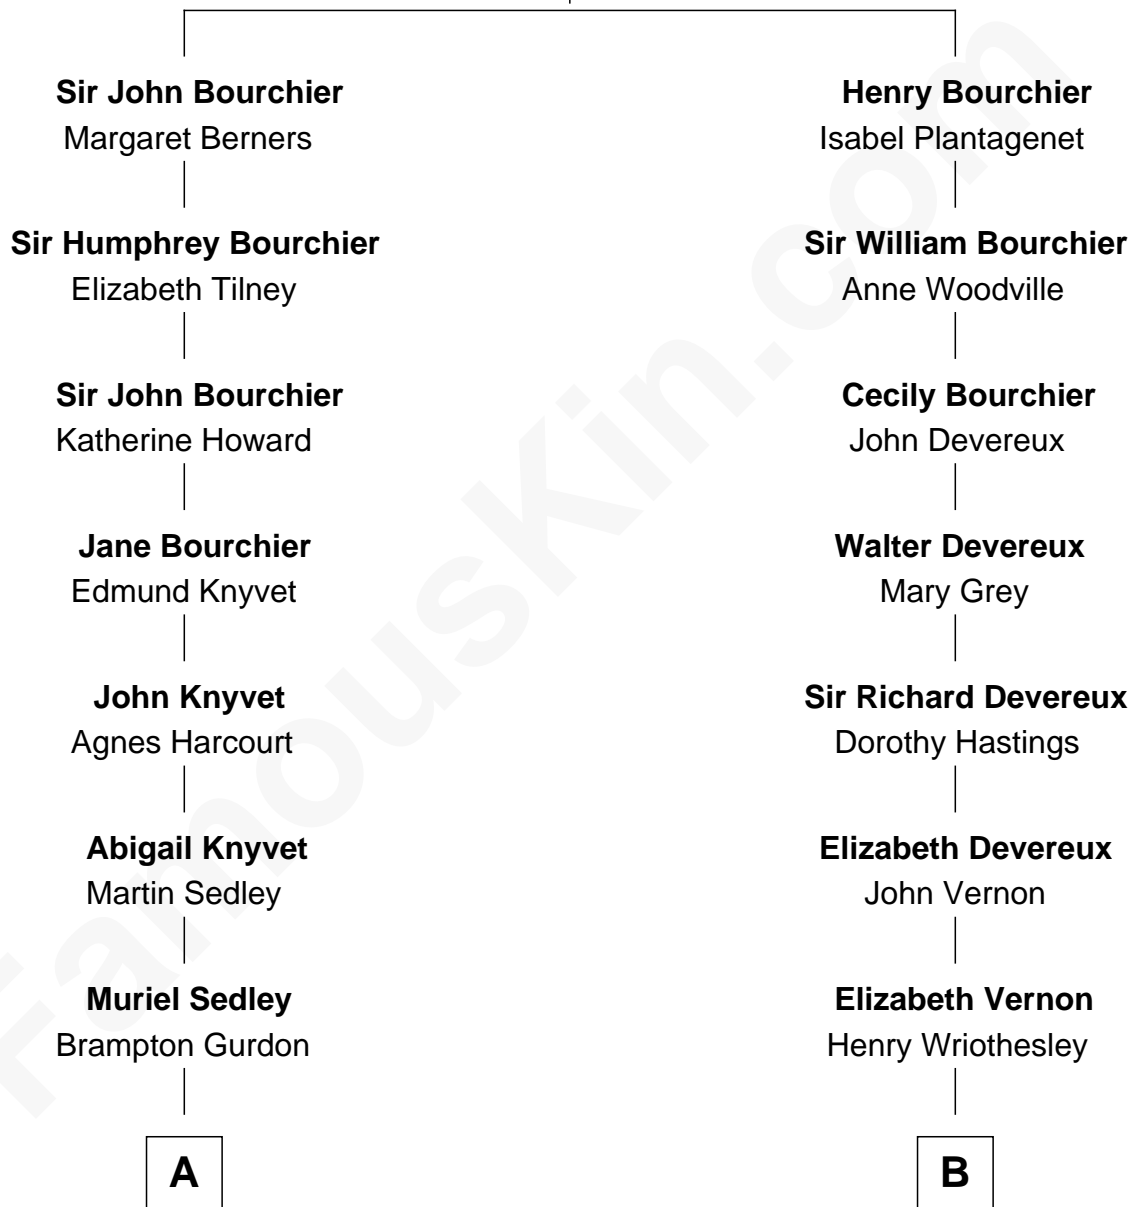 Sir John Bourchier
Margaret Berners
Sir Humphrey Bourchier
Elizabeth Tilney
Sir John Bourchier
Katherine Howard
Jane Bourchier
Edmund Knyvet
John Knyvet
Agnes Harcourt
Abigail Knyvet
Martin Sedley
Muriel Sedley
Brampton Gurdon
A
Henry Bourchier
Isabel Plantagenet
Sir William Bourchier
Anne Woodville
Cecily Bourchier
John Devereux
Walter Devereux
Mary Grey
Sir Richard Devereux
Dorothy Hastings
Elizabeth Devereux
John Vernon
Elizabeth Vernon
Henry Wriothesley
B
FamousKin.com